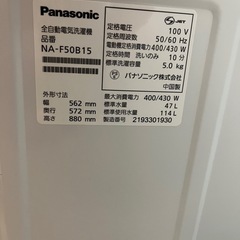 Panasonic
全自動電気洗濯機
品番
NA-F50B15
外形寸法
幅 562 mm
奥行 572 mm
高さ 880 mm
JET
定格電圧 100 V
定格周波数 50/60 Hz
電動機定格消費電力 400/430 W
定格時間 洗いのみ 10 分
標準洗濯容量 5.0 kg
パナソニック株式会社
中国製
最大消費電力 400/430 W
標準水量 47 L
標準使用水量 114 L
製造番号 2193301930